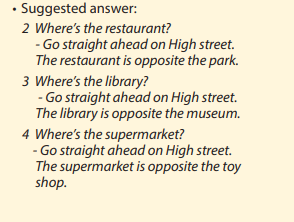 • Suggested answer:
2 Where's the restaurant?
- Go straight ahead on High street.
The restaurant is opposite the park.
3 Where's the library?
- Go straight ahead on High street.
The library is opposite the museum.
4 Where's the supermarket?
- Go straight ahead on High street.
The supermarket is opposite the toy
shop.